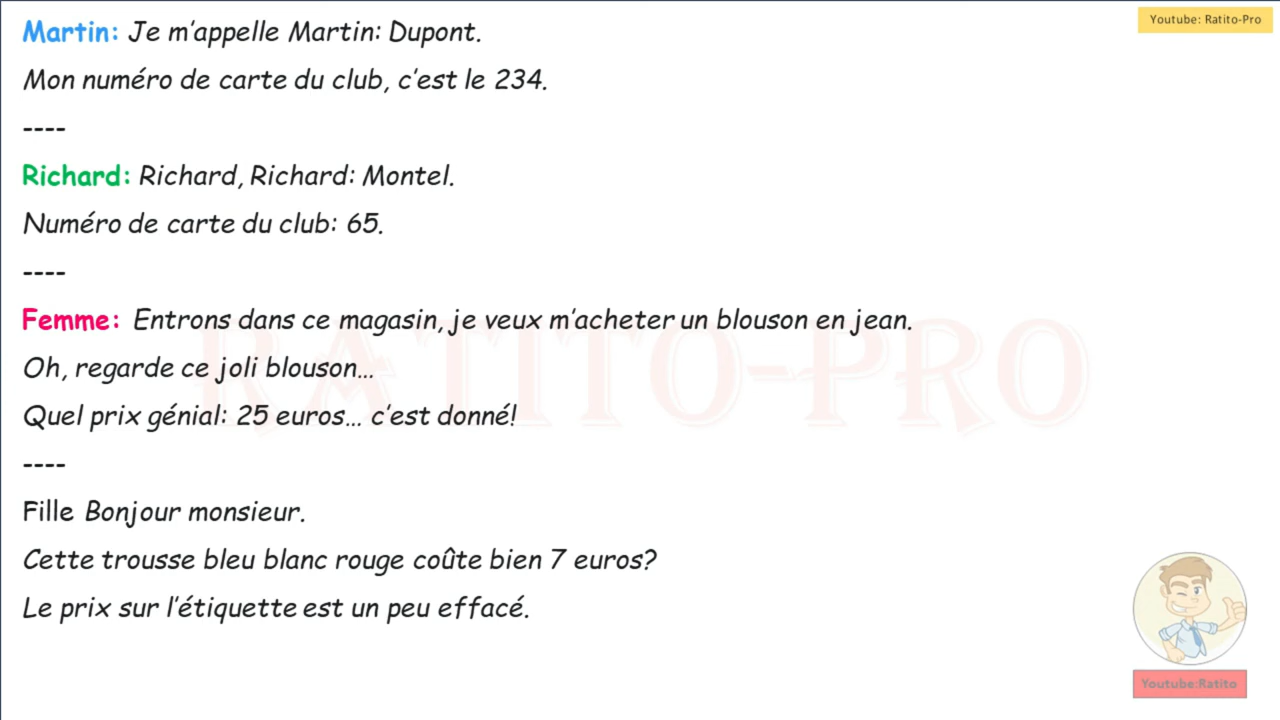 Youtube: Ratito-Pro
Martin: Je m'appelle Martin: Dupont.
Mon numéro de carte du club, c'est le 234.
----
Richard: Richard, Richard: Montel.
Numéro de carte du club: 65.
----
Femme: Entrons dans ce magasin, je veux m'acheter un blouson en jean.
Oh, regarde ce joli blouson...
Quel prix génial: 25 euros... c'est donné!
RATITO-PRO
----
Fille Bonjour monsieur.
Cette trousse bleu blanc rouge coûte bien 7 euros?
Le prix sur l'étiquette est un peu effacé.
Youtube:Ratito